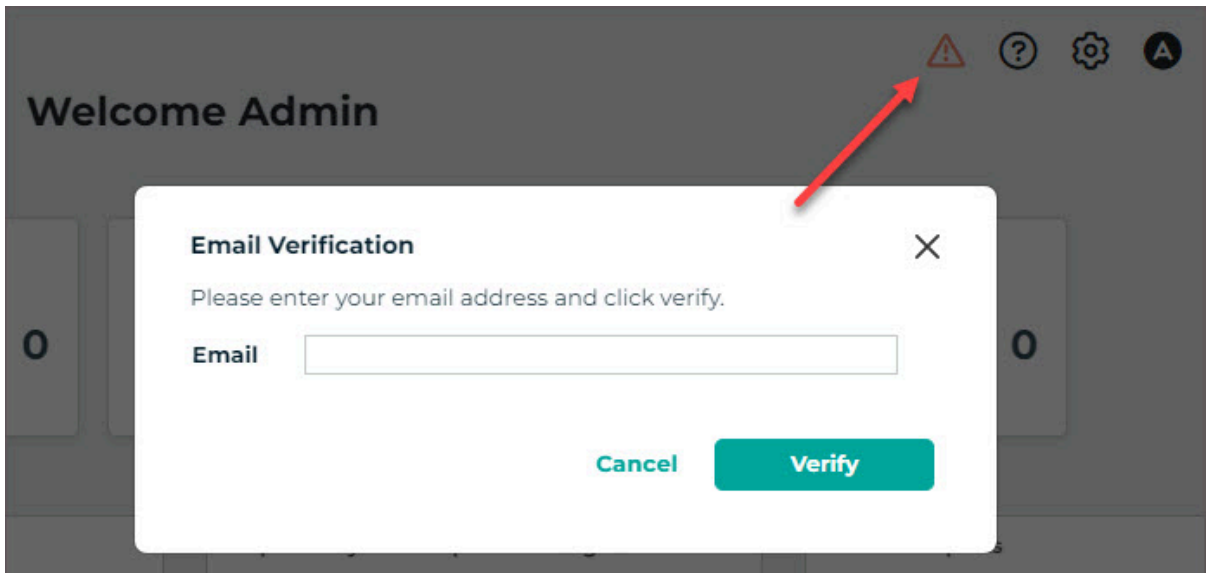 ?
A
Welcome Admin
Email Verification
Please enter your email address and click verify.
0
Email
0
Cancel
Verify